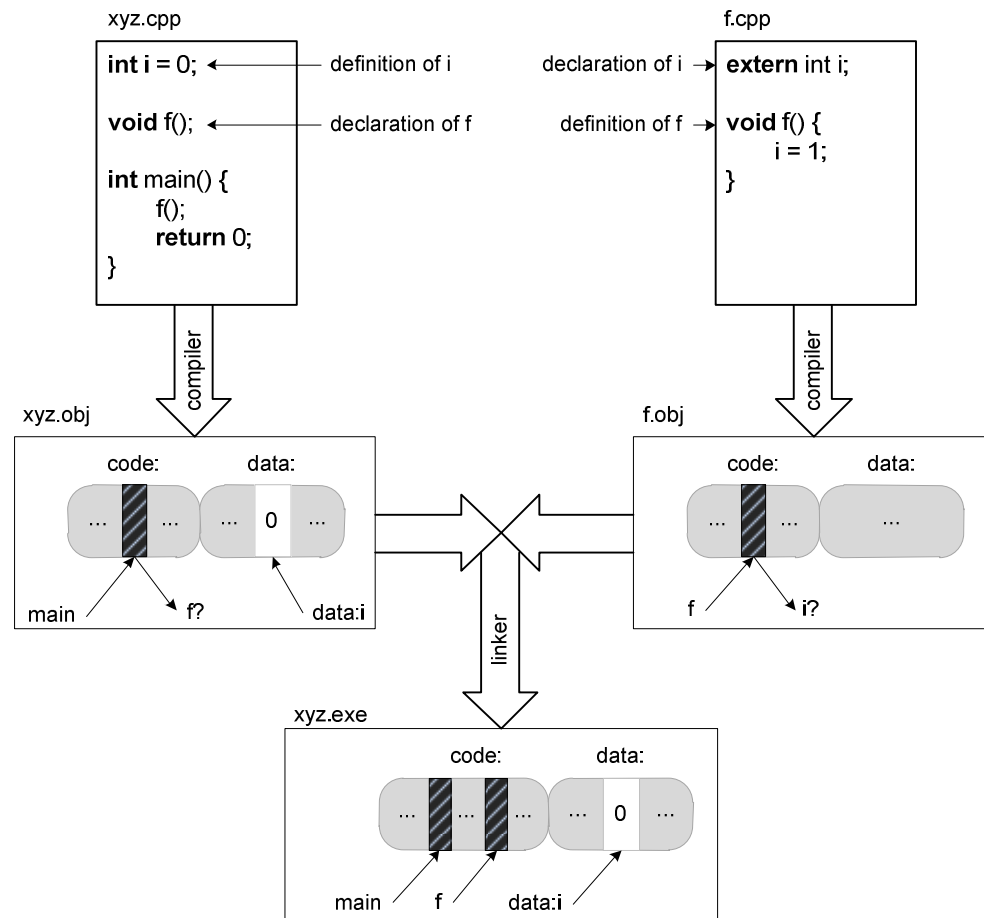 xyz.cpp
int i = 0;
definition of i
void f();
declaration of f
int main() {
f();
return 0;
}
f.cpp
declaration of i
extern int i;
definition of f
void f() {
i = 1;
}
compiler
compiler
xyz.obj
code: data:
... ... ... 0 ...
main f? data:i
f.obj
code: data:
... ... ...
f i?
linker
xyz.exe
code: data:
... ... ... ... 0 ...
main f data:i